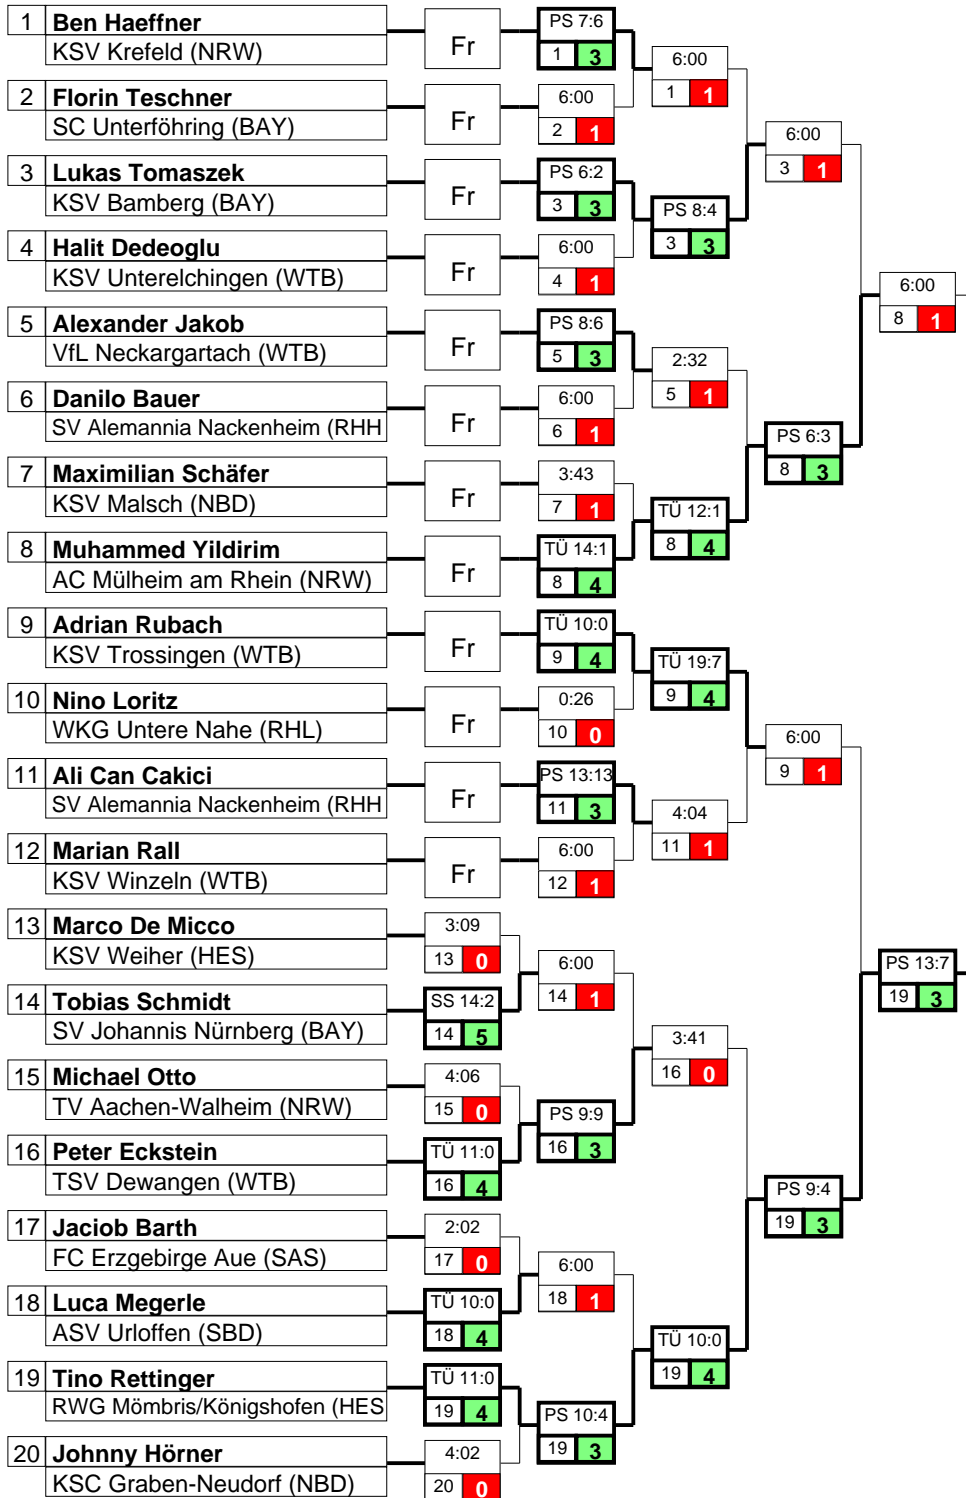 1 Ben Haeffner
KSV Krefeld (NRW)
2 Florin Teschner
SC Unterföhring (BAY)
3 Lukas Tomaszek
KSV Bamberg (BAY)
4 Halit Dedeoglu
KSV Unterelchingen (WTB)
5 Alexander Jakob
VfL Neckargartach (WTB)
6 Danilo Bauer
SV Alemannia Nackenheim (RHH
7 Maximilian Schäfer
KSV Malsch (NBD)
8 Muhammed Yildirim
AC Mülheim am Rhein (NRW)
9 Adrian Rubach
KSV Trossingen (WTB)
10 Nino Loritz
WKG Untere Nahe (RHL)
11 Ali Can Cakici
SV Alemannia Nackenheim (RHH
12 Marian Rall
KSV Winzeln (WTB)
13 Marco De Micco
KSV Weiher (HES)
14 Tobias Schmidt
SV Johannis Nürnberg (BAY)
15 Michael Otto
TV Aachen-Walheim (NRW)
16 Peter Eckstein
TSV Dewangen (WTB)
17 Jaciob Barth
FC Erzgebirge Aue (SAS)
18 Luca Megerle
ASV Urloffen (SBD)
19 Tino Rettinger
RWG Mömbris/Königshofen (HES
20 Johnny Hörner
KSC Graben-Neudorf (NBD)
Fr
Fr
Fr
Fr
Fr
Fr
Fr
Fr
Fr
Fr
Fr
Fr
3:09
13 0
SS 14:2
14 5
4:06
15 0
TÜ 11:0
16 4
2:02
17 0
TÜ 10:0
18 4
TÜ 11:0
19 4
4:02
20 0
PS 7:6
1 3
6:00
2 1
PS 6:2
3 3
6:00
4 1
PS 8:6
5 3
6:00
6 1
3:43
7 1
TÜ 14:1
8 4
TÜ 10:0
9 4
0:26
10 0
PS 13:13
11 3
6:00
12 1
6:00
14 1
PS 9:9
16 3
6:00
18 1
PS 10:4
19 3
6:00
1 1
PS 8:4
3 3
2:32
5 1
TÜ 12:1
8 4
TÜ 19:7
9 4
4:04
11 1
3:41
16 0
TÜ 10:0
19 4
6:00
3 1
PS 6:3
8 3
6:00
9 1
PS 9:4
19 3
6:00
8 1
PS 13:7
19 3